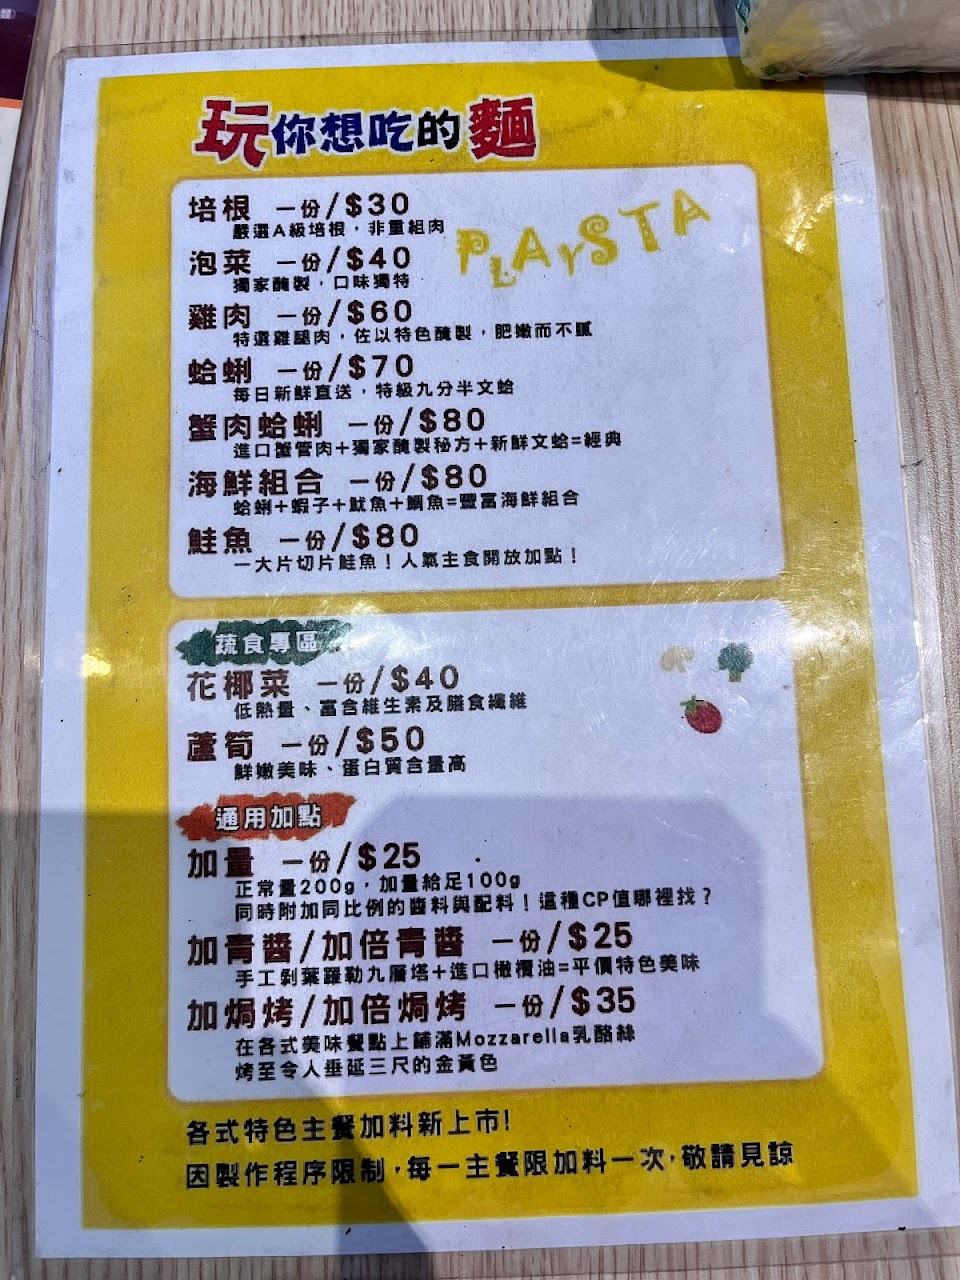 玩你想吃的麵
PLAYSTA
培根 一份/$30
嚴選A級培根，非重組肉
泡菜 一份/$40
獨家醃製，口味獨特
雞肉 一份/$60
特選雞腿肉，佐以特色醃製，肥嫩而不膩
蛤蜊 一份/$70
每日新鮮直送，特級九分半文蛤
蟹肉蛤蜊 一份/$80
進口蟹管肉+獨家醃製秘方+新鮮文蛤=經典
海鮮組合 一份/$80
蛤蜊+蝦子+魷魚+鯛魚=豐富海鮮組合
鮭魚 一份/$80
一大片切片鮭魚！人氣主食開放加點！
蔬食專區
花椰菜 一份/$40
低熱量、富含維生素及膳食纖維
蘆筍 一份/$50
鮮嫩美味、蛋白質含量高
通用加點
加量 一份/$25
正常量200g，加量給足100g
同時附加同比例的醬料與配料！這種CP值哪裡找？
加青醬/加倍青醬 一份/$25
手工剝葉羅勒九層塔+進口橄欖油=平價特色美味
加焗烤/加倍焗烤 一份/$35
在各式美味餐點上鋪滿Mozzarella乳酪絲
烤至令人垂延三尺的金黃色
各式特色主餐加料新上市!
因製作程序限制，每一主餐限加料一次，敬請見諒